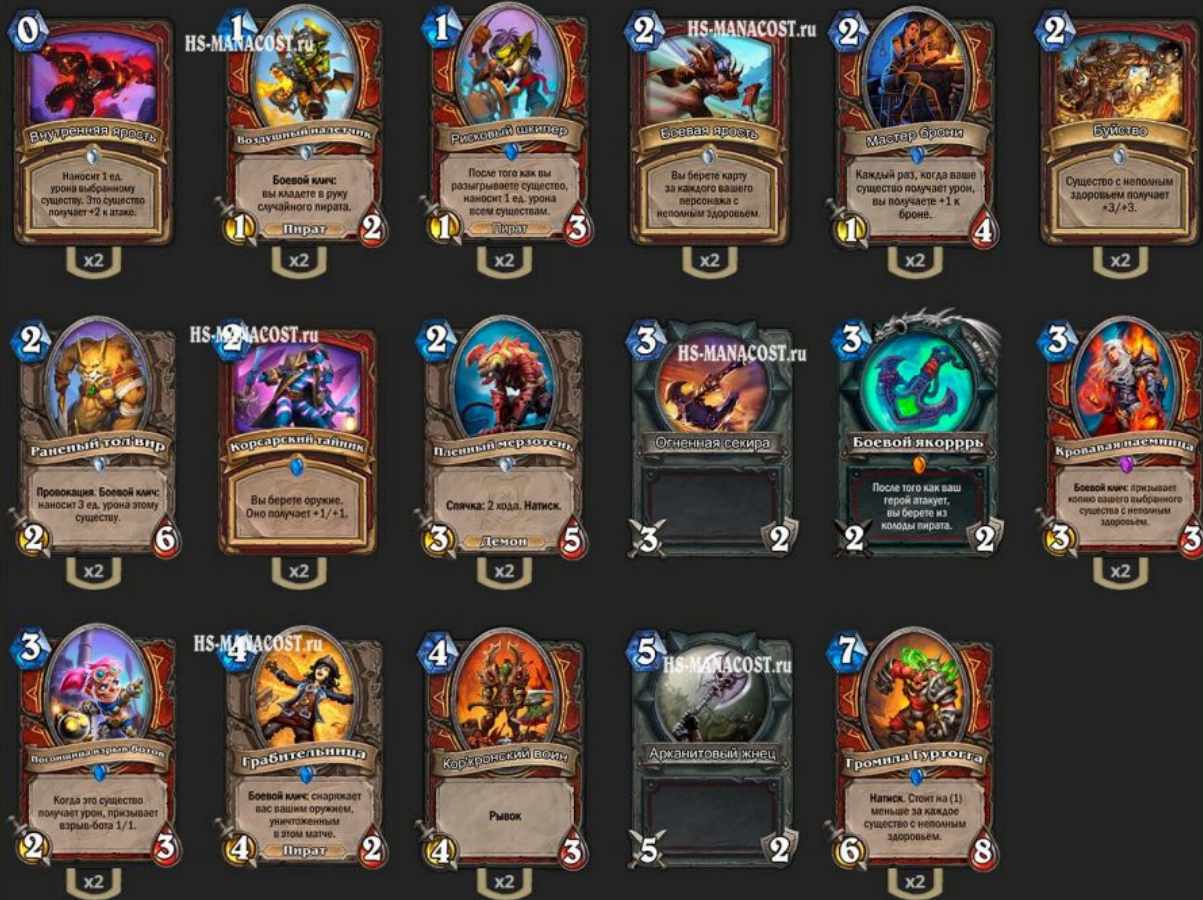 0
Внутренняя ярость
Наносит 1 ед.
урона выбранному
существу. Это существо
получает +2 к атаке.
x2
HS-MANACOST.ru
1
Воздушный налетчик
Боевой клич:
вы кладете в руку
случайного пирата.
1
Пират
2
x2
1
Рисковый шкипер
После того как вы
разыгрываете существо,
наносит 1 ед. урона
всем существам.
1
Пират
3
x2
HS-MANACOST.ru
2
Боевая ярость
Вы берете карту
за каждого вашего
персонажа с
неполным здоровьем.
x2
2
Мастер брони
Каждый раз, когда ваше
существо получает урон,
вы получаете +1 к
броне.
1
4
x2
2
Буйство
Существо с неполным
здоровьем получает
+3/+3.
x2
2
Раненый тол'вир
Провокация. Боевой клич:
наносит 3 ед. урона этому
существу.
2
6
x2
HS-MANACOST.ru
2
Корсарский тайник
Вы берете оружие.
Оно получает +1/+1.
x2
2
Пленный мерзотень
Спячка: 2 хода. Натиск.
3
Демон
5
x2
3
HS-MANACOST.ru
Огненная секира
3
2
3
Боевой якоррръ
После того как ваш
герой атакует,
вы берете из
колоды пирата.
2
2
3
Кровавая наемница
Боевой клич: призывает
копию вашего выбранного
существа с неполным
здоровьем.
3
3
x2
3
взрыв-ботов
Когда это существо
получает урон, призывает
взрыв-бота 1/1.
2
3
x2
HS-MANACOST.ru
4
Грабительница
Боевой клич: снаряжает
вас вашим оружием,
уничтоженным
в этом матче.
4
Пират
2
4
Кор'кронский воин
Рывок
4
3
x2
5
HS-MANACOST.ru
Арканитовый жнец
5
2
7
Громила Гуртогга
Натиск. Стоит на (1)
меньше за каждое
существо с неполным
здоровьем.
6
8
x2